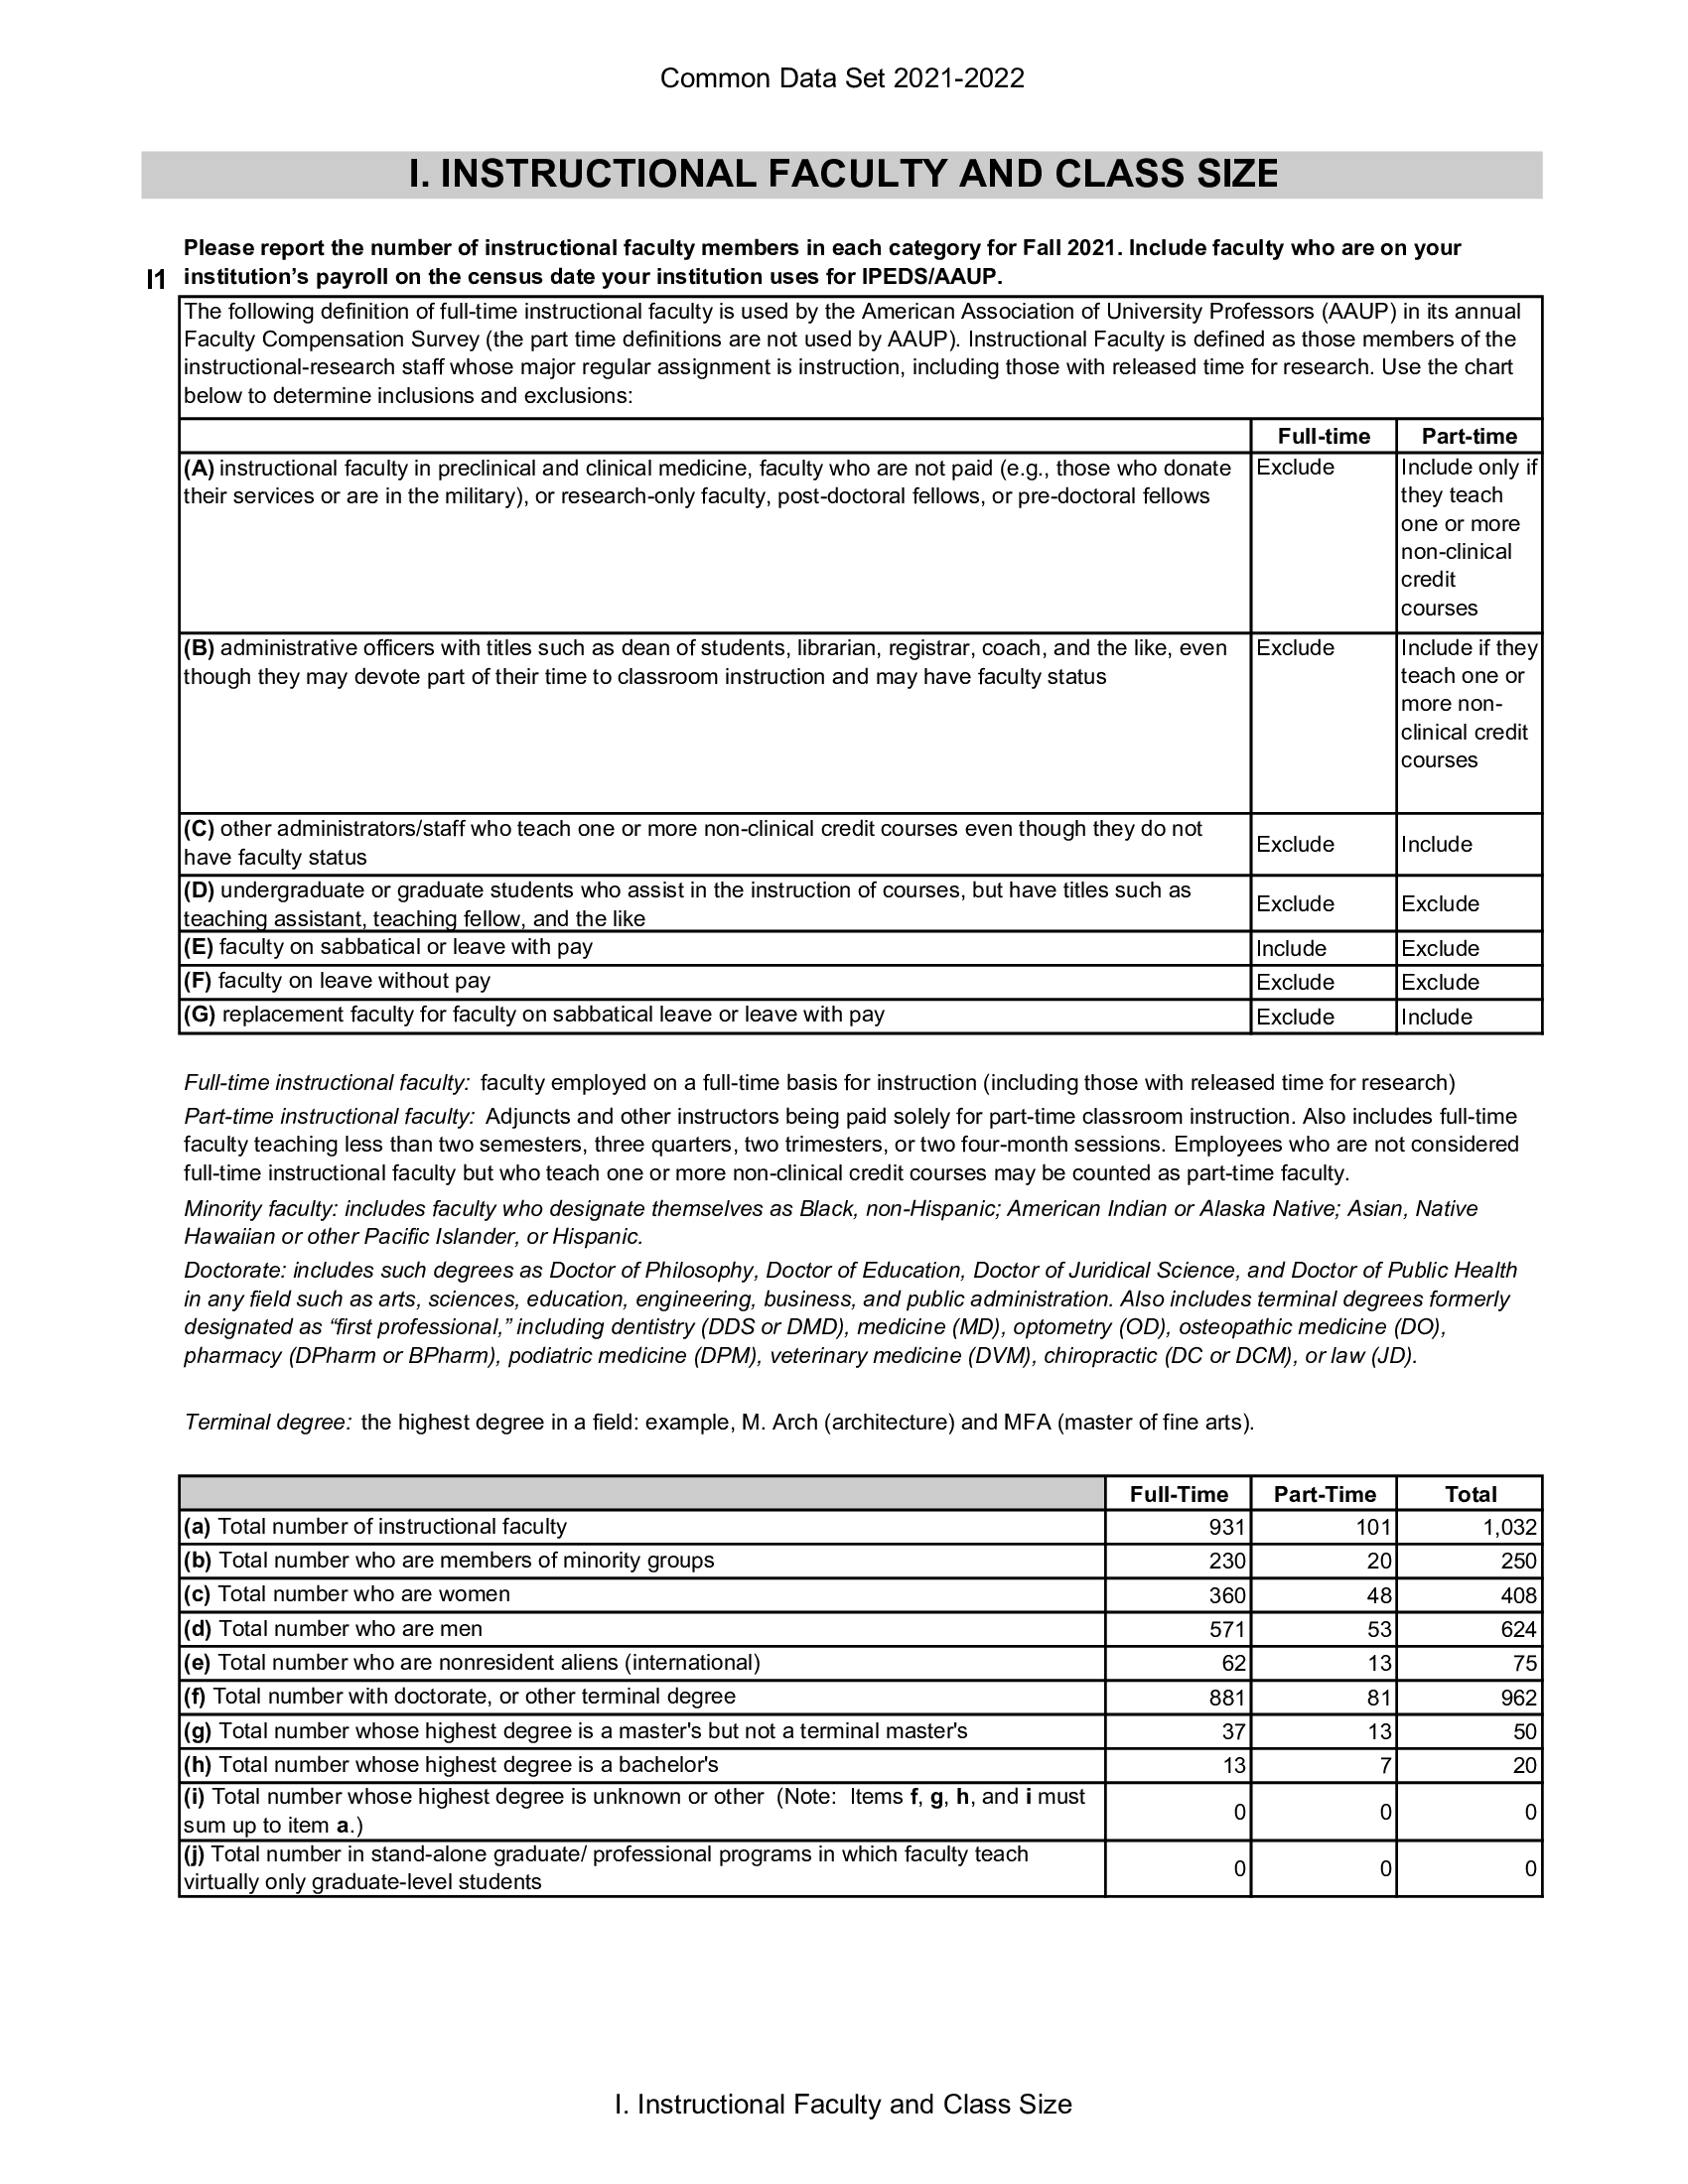 Common Data Set 2021-2022
I. INSTRUCTIONAL FACULTY AND CLASS SIZE
Please report the number of instructional faculty members in each category for Fall 2021. Include faculty who are on your
I1 institution’s payroll on the census date your institution uses for IPEDS/AAUP.
The following definition of full-time instructional faculty is used by the American Association of University Professors (AAUP) in its annual
Faculty Compensation Survey (the part time definitions are not used by AAUP). Instructional Faculty is defined as those members of the
instructional-research staff whose major regular assignment is instruction, including those with released time for research. Use the chart
below to determine inclusions and exclusions:
Full-time Part-time
(A) instructional faculty in preclinical and clinical medicine, faculty who are not paid (e.g., those who donate
their services or are in the military), or research-only faculty, post-doctoral fellows, or pre-doctoral fellows
Exclude
Include only if
they teach
one or more
non-clinical
credit
courses
(B) administrative officers with titles such as dean of students, librarian, registrar, coach, and the like, even
though they may devote part of their time to classroom instruction and may have faculty status
Exclude
Include if they
teach one or
more non-
clinical credit
courses
(C) other administrators/staff who teach one or more non-clinical credit courses even though they do not
have faculty status
Exclude Include
(D) undergraduate or graduate students who assist in the instruction of courses, but have titles such as
teaching assistant, teaching fellow, and the like
Exclude Exclude
(E) faculty on sabbatical or leave with pay Include Exclude
(F) faculty on leave without pay Exclude Exclude
(G) replacement faculty for faculty on sabbatical leave or leave with pay Exclude Include
Full-time instructional faculty: faculty employed on a full-time basis for instruction (including those with released time for research)
Part-time instructional faculty: Adjuncts and other instructors being paid solely for part-time classroom instruction. Also includes full-time
faculty teaching less than two semesters, three quarters, two trimesters, or two four-month sessions. Employees who are not considered
full-time instructional faculty but who teach one or more non-clinical credit courses may be counted as part-time faculty.
Minority faculty: includes faculty who designate themselves as Black, non-Hispanic; American Indian or Alaska Native; Asian, Native
Hawaiian or other Pacific Islander, or Hispanic.
Doctorate: includes such degrees as Doctor of Philosophy, Doctor of Education, Doctor of Juridical Science, and Doctor of Public Health
in any field such as arts, sciences, education, engineering, business, and public administration. Also includes terminal degrees formerly
designated as “first professional,” including dentistry (DDS or DMD), medicine (MD), optometry (OD), osteopathic medicine (DO),
pharmacy (DPharm or BPharm), podiatric medicine (DPM), veterinary medicine (DVM), chiropractic (DC or DCM), or law (JD).
Terminal degree: the highest degree in a field: example, M. Arch (architecture) and MFA (master of fine arts).
Full-Time Part-Time Total
(a) Total number of instructional faculty 931 101 1,032
(b) Total number who are members of minority groups 230 20 250
(c) Total number who are women 360 48 408
(d) Total number who are men 571 53 624
(e) Total number who are nonresident aliens (international) 62 13 75
(f) Total number with doctorate, or other terminal degree 881 81 962
(g) Total number whose highest degree is a master's but not a terminal master's 37 13 50
(h) Total number whose highest degree is a bachelor's 13 7 20
(i) Total number whose highest degree is unknown or other (Note: Items f, g, h, and i must
sum up to item a.)
0 0 0
(j) Total number in stand-alone graduate/ professional programs in which faculty teach
virtually only graduate-level students
0 0 0
I. Instructional Faculty and Class Size